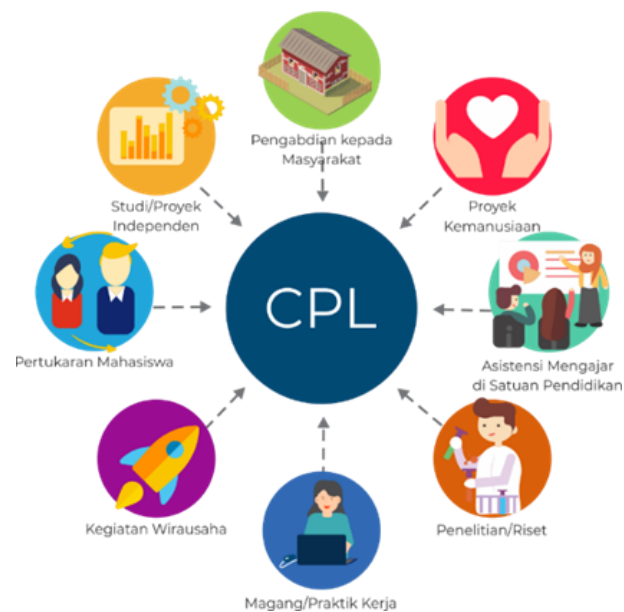 Pengabdian kepada
Masyarakat
Proyek
Kemanusiaan
Asistensi Mengajar
di Satuan Pendidikan
Penelitian/Riset
Magang/Praktik Kerja
Kegiatan Wirausaha
Pertukaran Mahasiswa
Studi/Proyek
Independen
CPL